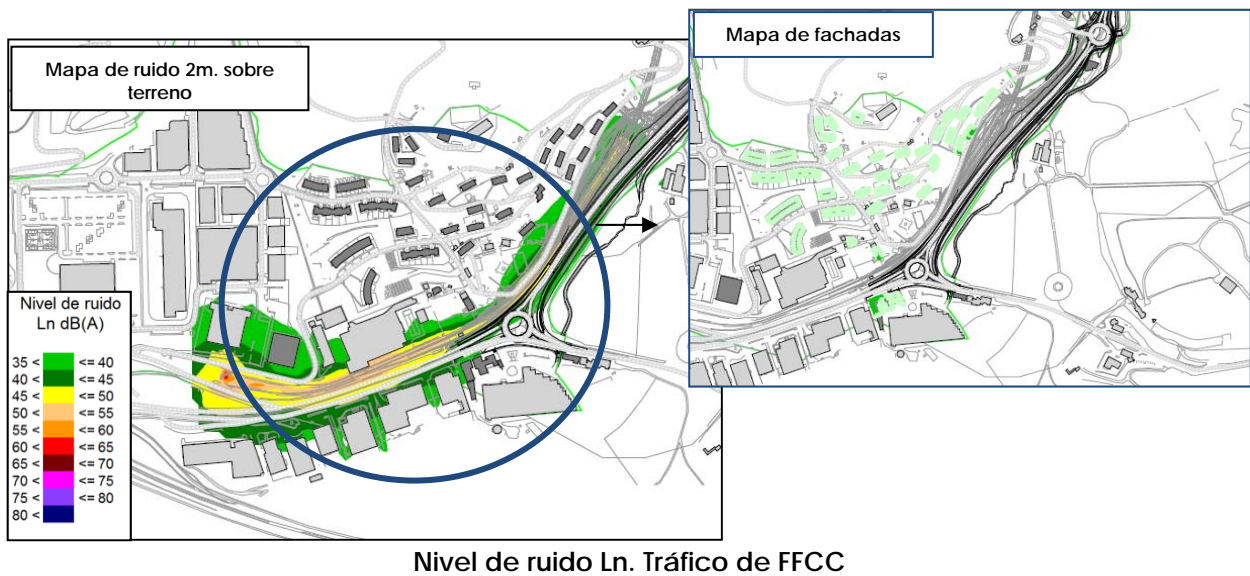 Mapa de ruido 2m. sobre
terreno
Mapa de fachadas
Nivel de ruido
Ln dB(A)
35 < <= 40
40 < <= 45
45 < <= 50
50 < <= 55
55 < <= 60
60 < <= 65
65 < <= 70
70 < <= 75
75 < <= 80
80 <
Nivel de ruido Ln. Tráfico de FFCC